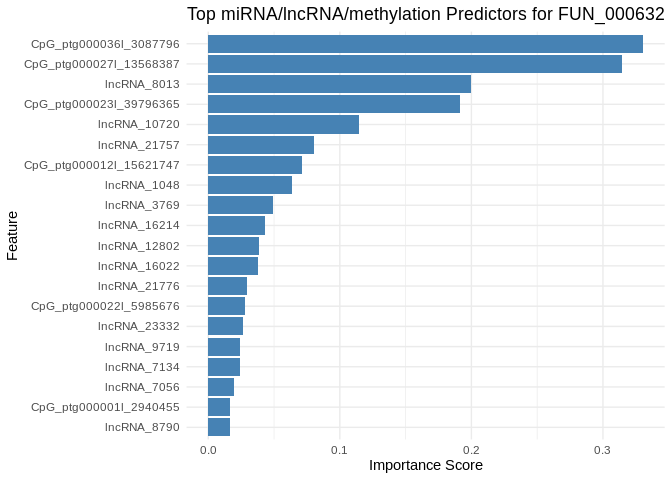 Top miRNA/lncRNA/methylation Predictors for FUN_000632
CpG_ptg000036l_3087796
CpG_ptg000027l_13568387
lncRNA_8013
CpG_ptg000023l_39796365
lncRNA_10720
lncRNA_21757
CpG_ptg000012l_15621747
lncRNA_1048
lncRNA_3769
lncRNA_16214
lncRNA_12802
lncRNA_16022
lncRNA_21776
CpG_ptg000022l_5985676
lncRNA_23332
lncRNA_9719
lncRNA_7134
lncRNA_7056
CpG_ptg000001l_2940455
lncRNA_8790
Feature
0.0 0.1 0.2 0.3
Importance Score